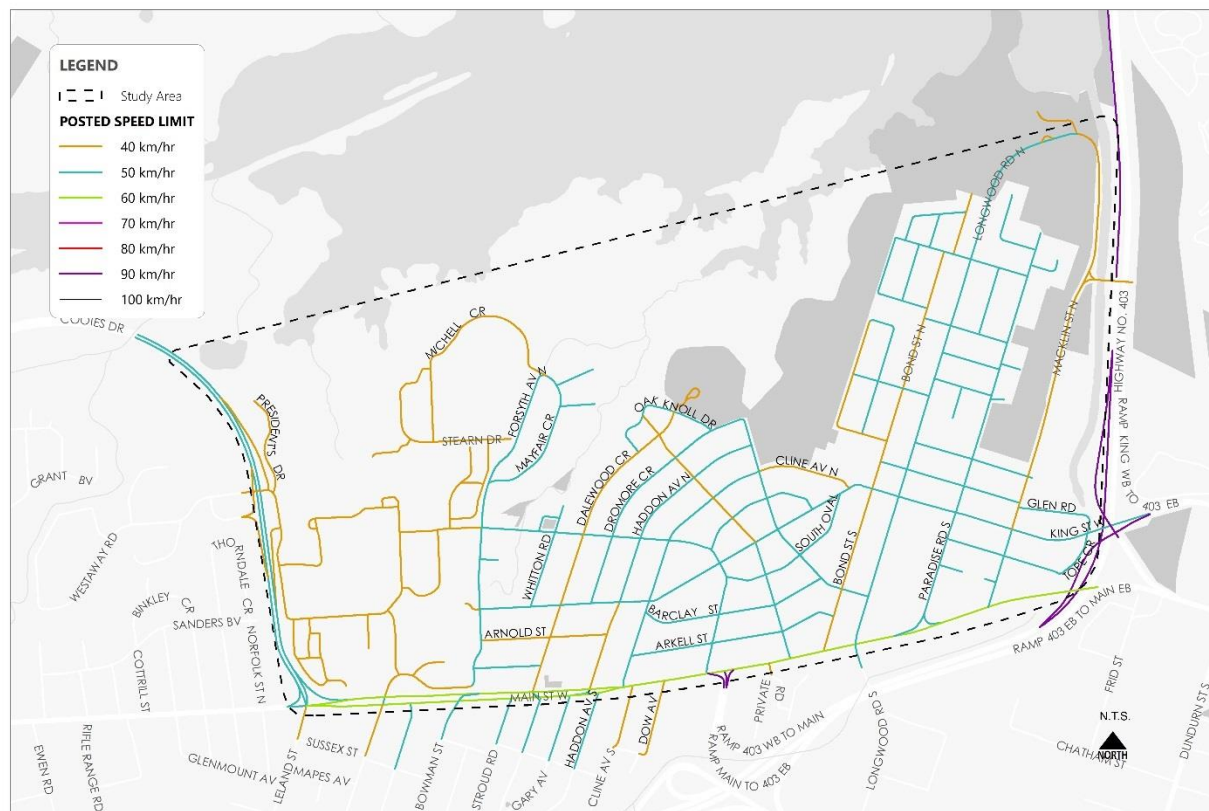 LEGEND
Study Area
POSTED SPEED LIMIT
40 km/hr
50 km/hr
60 km/hr
70 km/hr
80 km/hr
90 km/hr
100 km/hr
COOTES DR
LONGWOOD RD N
MACKLIN ST N
HIGHWAY NO. 403
RAMP KING WB TO 403 EB
BOND ST N
MICHELL CR
FORSYTH AV N
MAYFAIR CR
STEARN DR
PRESIDENT'S DR
OAK KNOLL DR
DALEWOOD CR
DROMORE CR
HADDON AV N
CLINE AV N
SOUTH OVAL
GRANT BV
WESTAWAY RD
BINKLEY CR
SANDERS BV
THORNDALE CR
NORFOLK ST N
COTTRILL ST
WHITTON RD
BOND ST S
PARADISE RD S
GLEN RD
KING ST W
TOPE CR
BARCLAY ST
ARNOLD ST
ARKELL ST
MAIN ST W
RAMP 403 EB TO MAIN EB
FRID ST
PRIVATE RD
RAMP 403 WB TO MAIN
RAMP MAIN TO 403 EB
LONGWOOD RD S
DUNDURN ST S
CHATHAM ST
EWEN RD
RIFLE RANGE RD
GLENMOUNT AV
LELAND ST
SUSSEX ST
MAPES AV
BOWMAN ST
STROUD RD
GARY AV
HADDON AV S
CLINE AV S
DOW AV
N.T.S.
NORTH